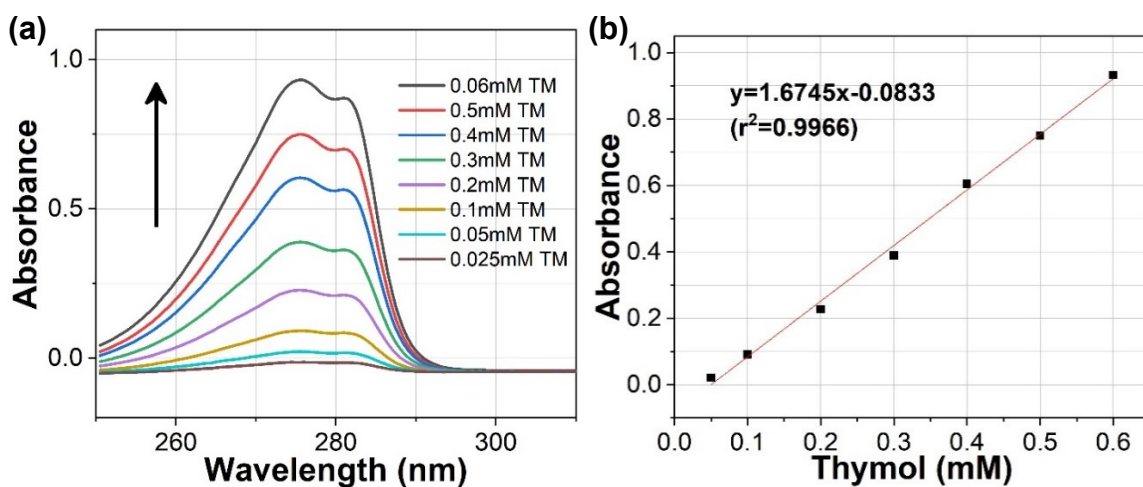 (a)
1.0
0.5
0.0
Absorbance
0.06mM TM
0.5mM TM
0.4mM TM
0.3mM TM
0.2mM TM
0.1mM TM
0.05mM TM
0.025mM TM
260 280 300
Wavelength (nm)
(b)
1.0
0.8
0.6
0.4
0.2
0.0
Absorbance
y=1.6745x-0.0833
(r²=0.9966)
0.0 0.1 0.2 0.3 0.4 0.5 0.6
Thymol (mM)